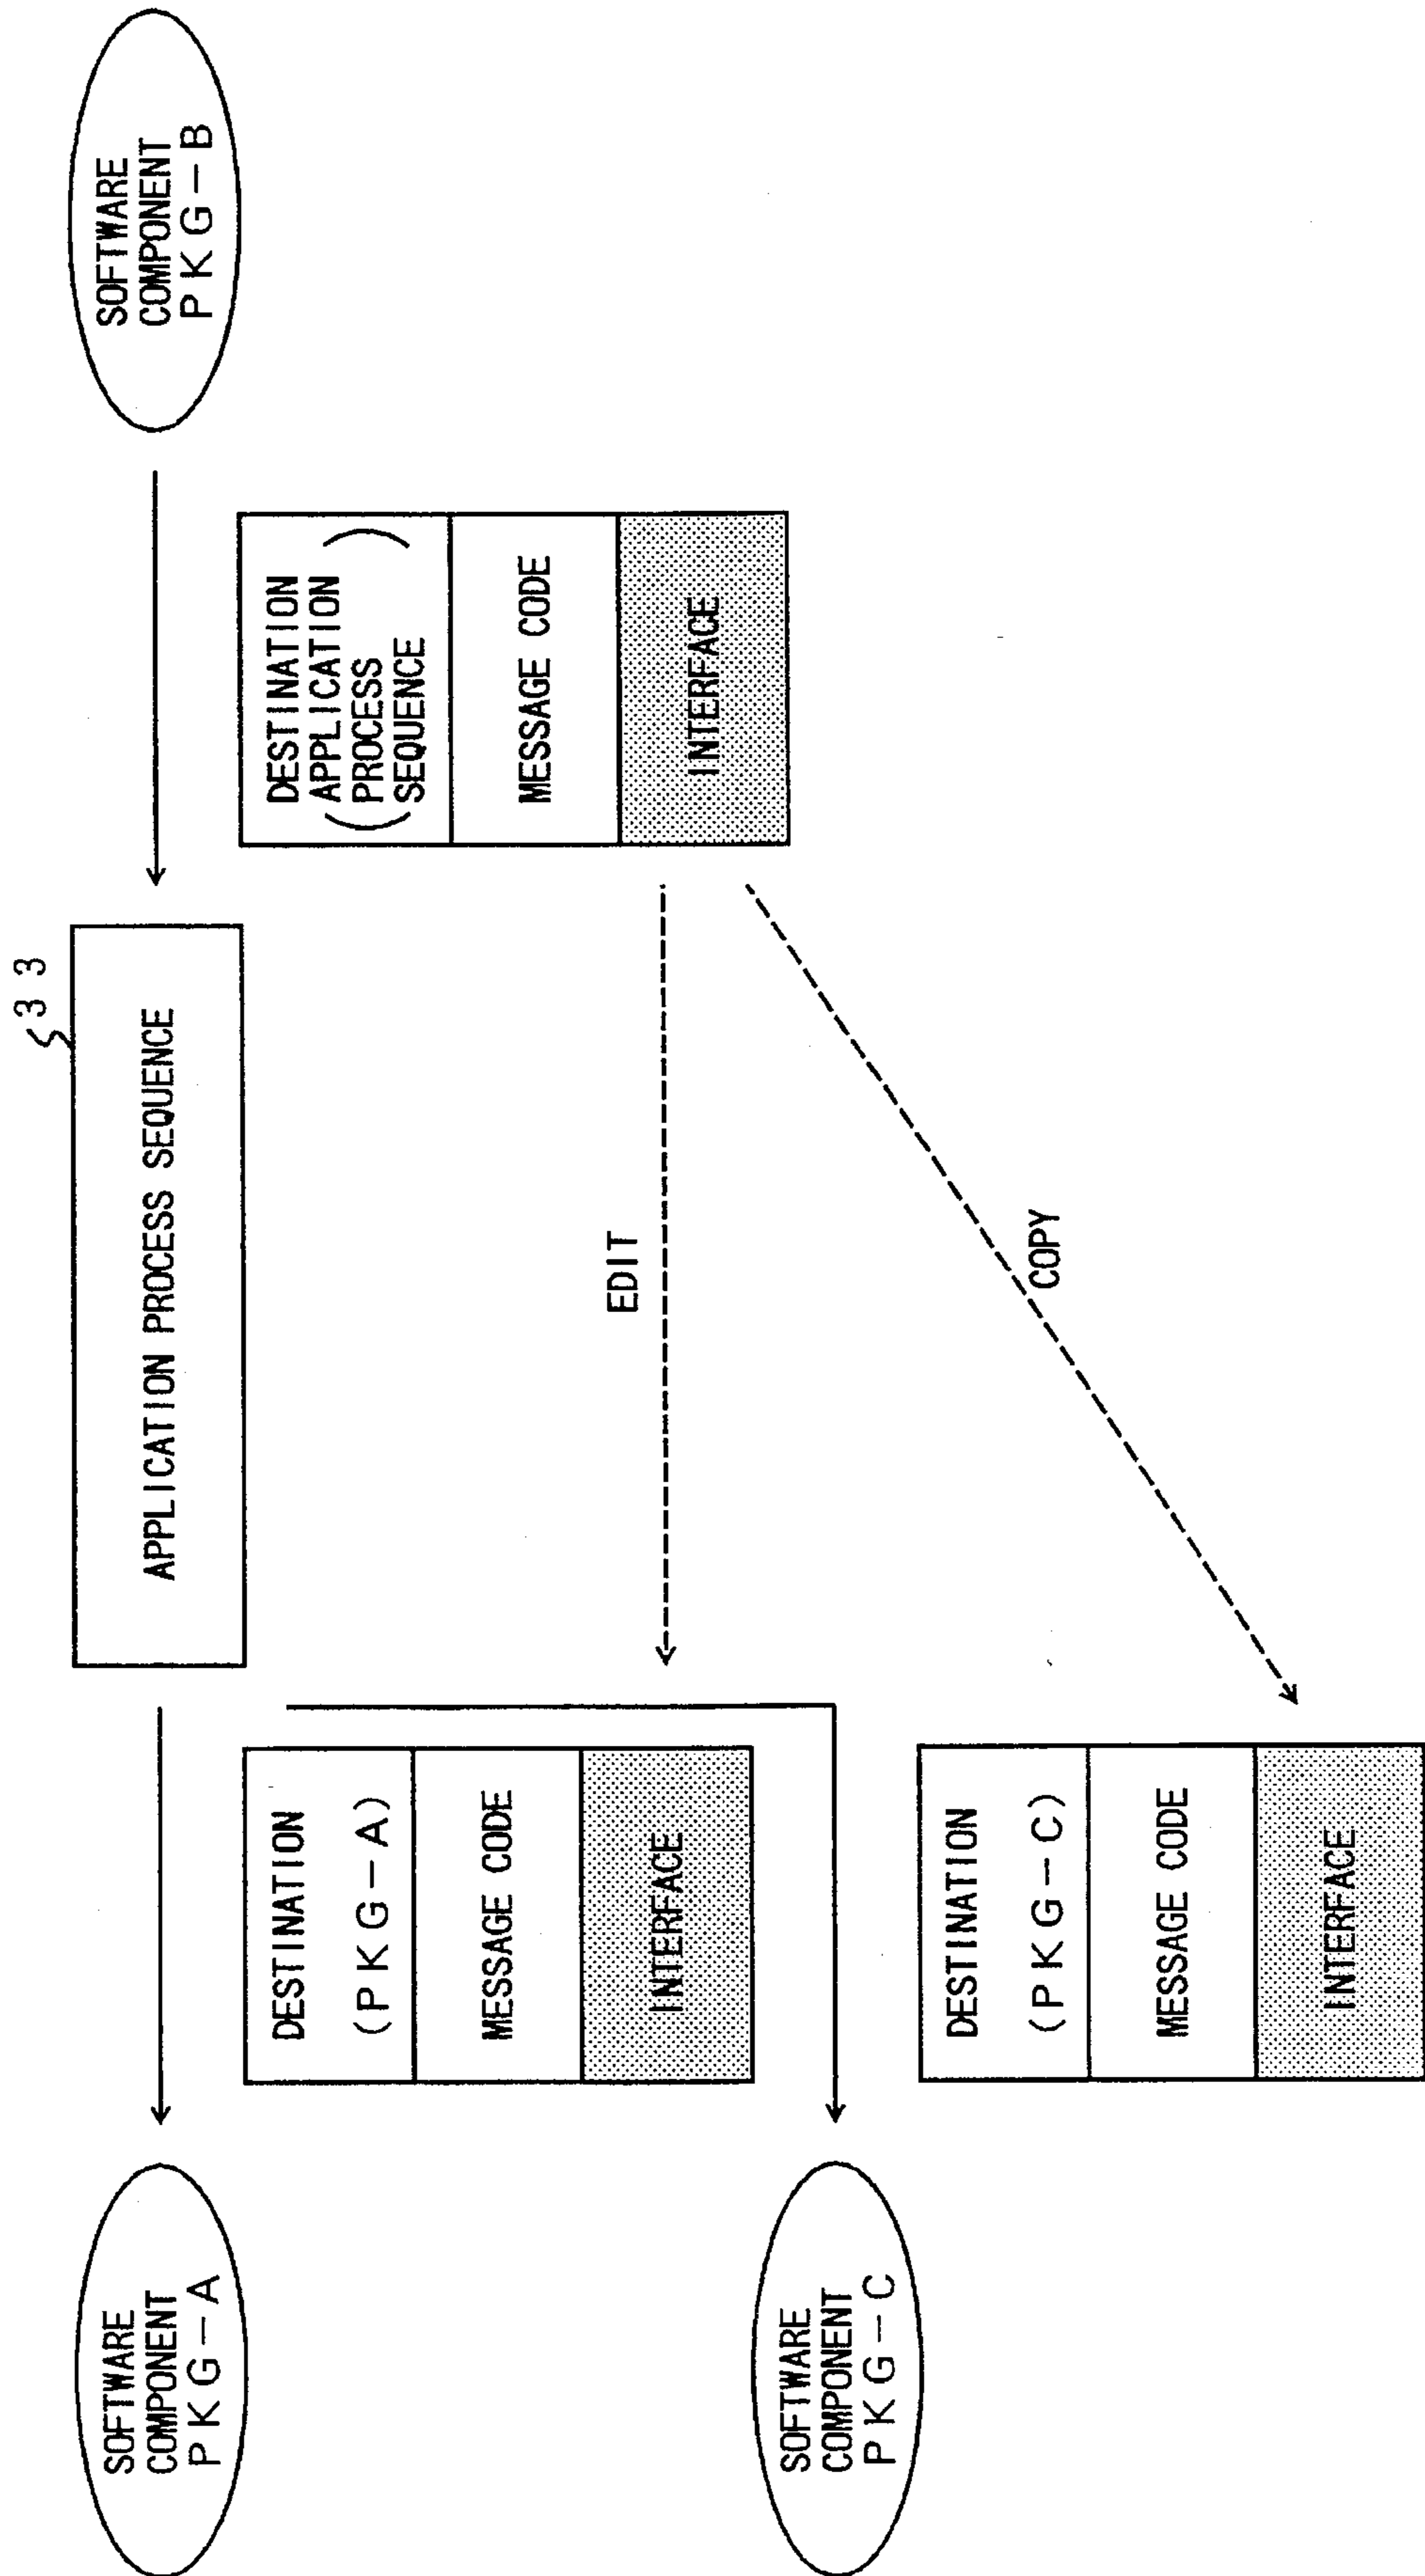 33
SOFTWARE
COMPONENT
PKG-A
APPLICATION PROCESS SEQUENCE
SOFTWARE
COMPONENT
PKG-B
DESTINATION
(PKG-A)
MESSAGE CODE
INTERFACE
DESTINATION
(APPLICATION
PROCESS
SEQUENCE)
MESSAGE CODE
INTERFACE
EDIT
COPY
SOFTWARE
COMPONENT
PKG-C
DESTINATION
(PKG-C)
MESSAGE CODE
INTERFACE